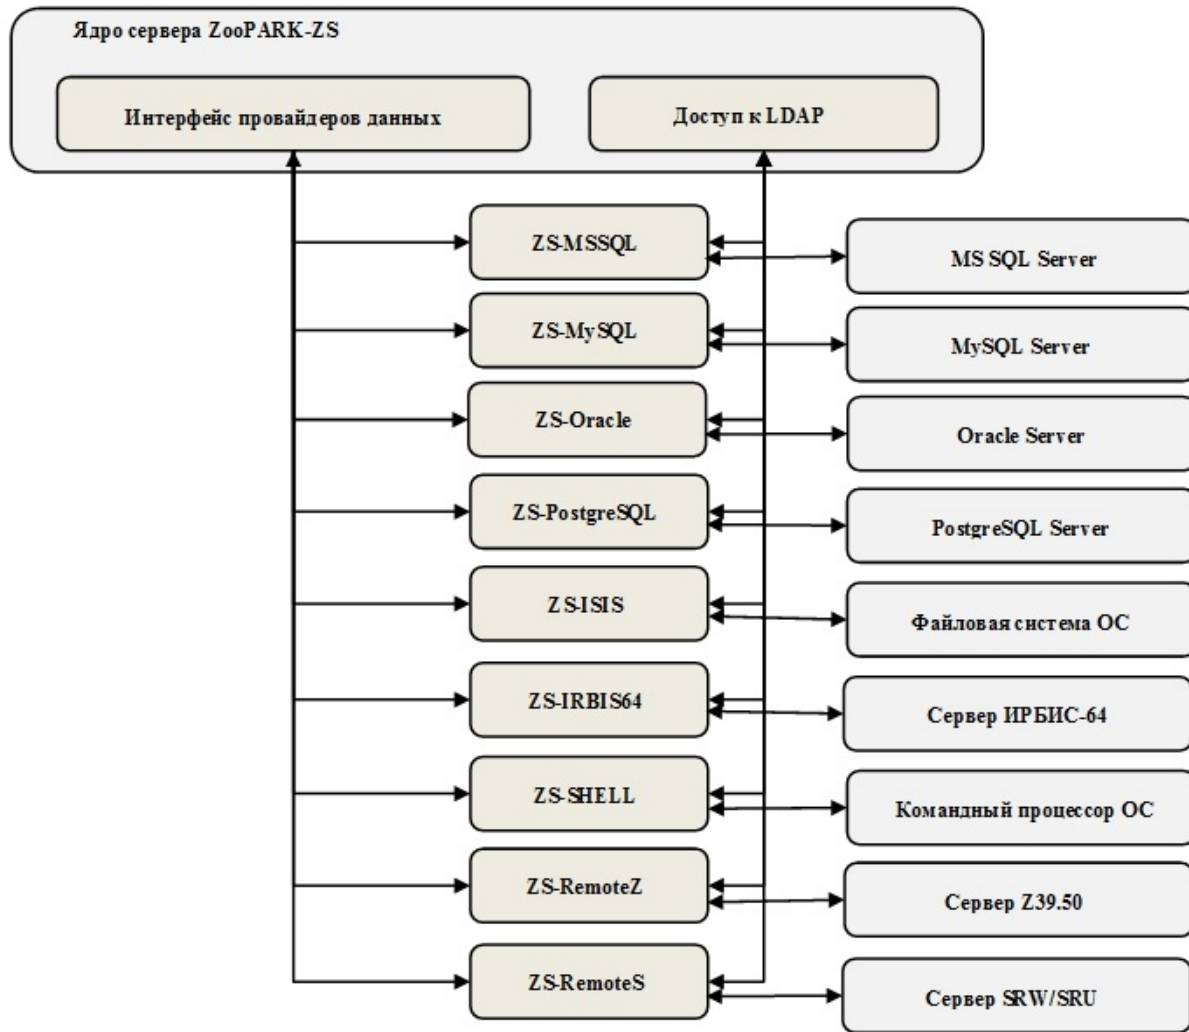 Ядро сервера ZooPARK-ZS
Интерфейс провайдеров данных
Доступ к LDAP
ZS-MSSQL
MS SQL Server
ZS-MySQL
MySQL Server
ZS-Oracle
Oracle Server
ZS-PostgreSQL
PostgreSQL Server
ZS-ISIS
Файловая система ОС
ZS-IRBIS64
Сервер ИРБИС-64
ZS-SHELL
Командный процессор ОС
ZS-RemoteZ
Сервер Z39.50
ZS-RemoteS
Сервер SRW/SRU